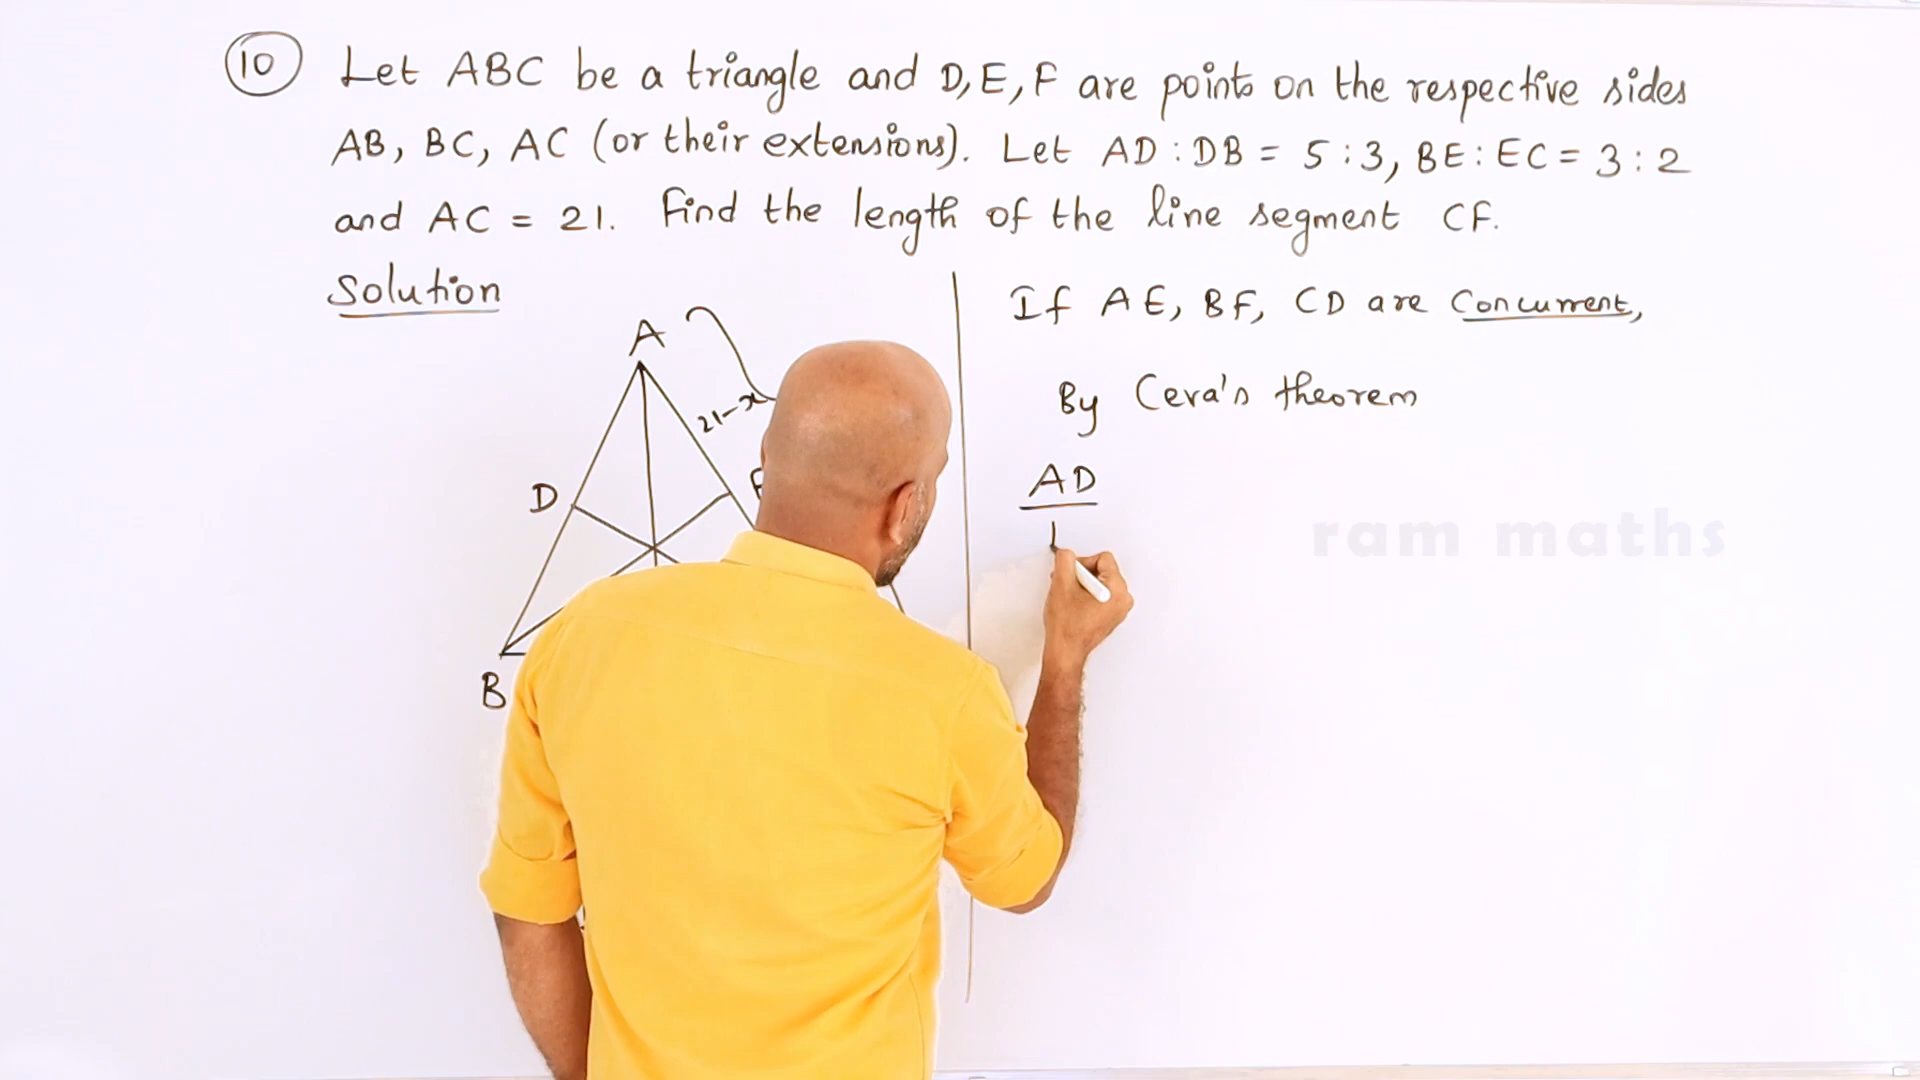 10 Let ABC be a triangle and D, E, F are points on the respective sides
AB, BC, AC (or their extensions). Let AD : DB = 5 : 3, BE : EC = 3 : 2
and AC = 21. Find the length of the line segment CF.
Solution
If AE, BF, CD are Concurrent,
A
By Ceva's theorem
21-x
AD
D
F
ram maths
B